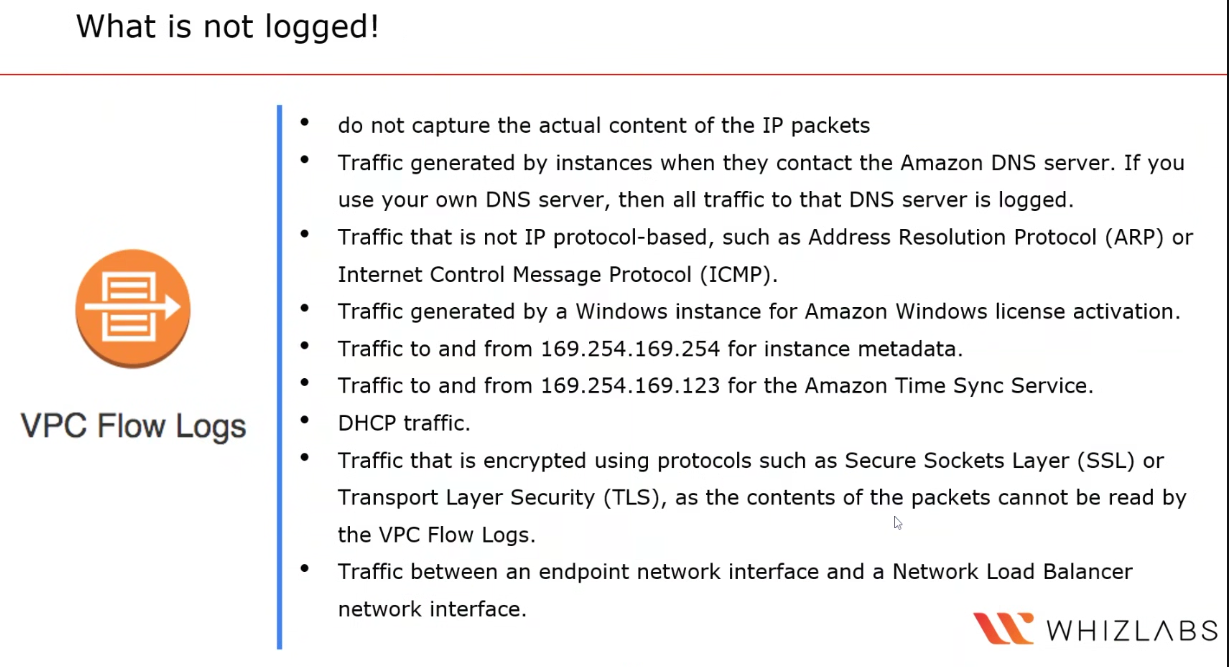 What is not logged!
• do not capture the actual content of the IP packets
• Traffic generated by instances when they contact the Amazon DNS server. If you
use your own DNS server, then all traffic to that DNS server is logged.
• Traffic that is not IP protocol-based, such as Address Resolution Protocol (ARP) or
Internet Control Message Protocol (ICMP).
• Traffic generated by a Windows instance for Amazon Windows license activation.
• Traffic to and from 169.254.169.254 for instance metadata.
• Traffic to and from 169.254.169.123 for the Amazon Time Sync Service.
• DHCP traffic.
• Traffic that is encrypted using protocols such as Secure Sockets Layer (SSL) or
Transport Layer Security (TLS), as the contents of the packets cannot be read by
the VPC Flow Logs.
• Traffic between an endpoint network interface and a Network Load Balancer
network interface.
VPC Flow Logs
WHIZLABS